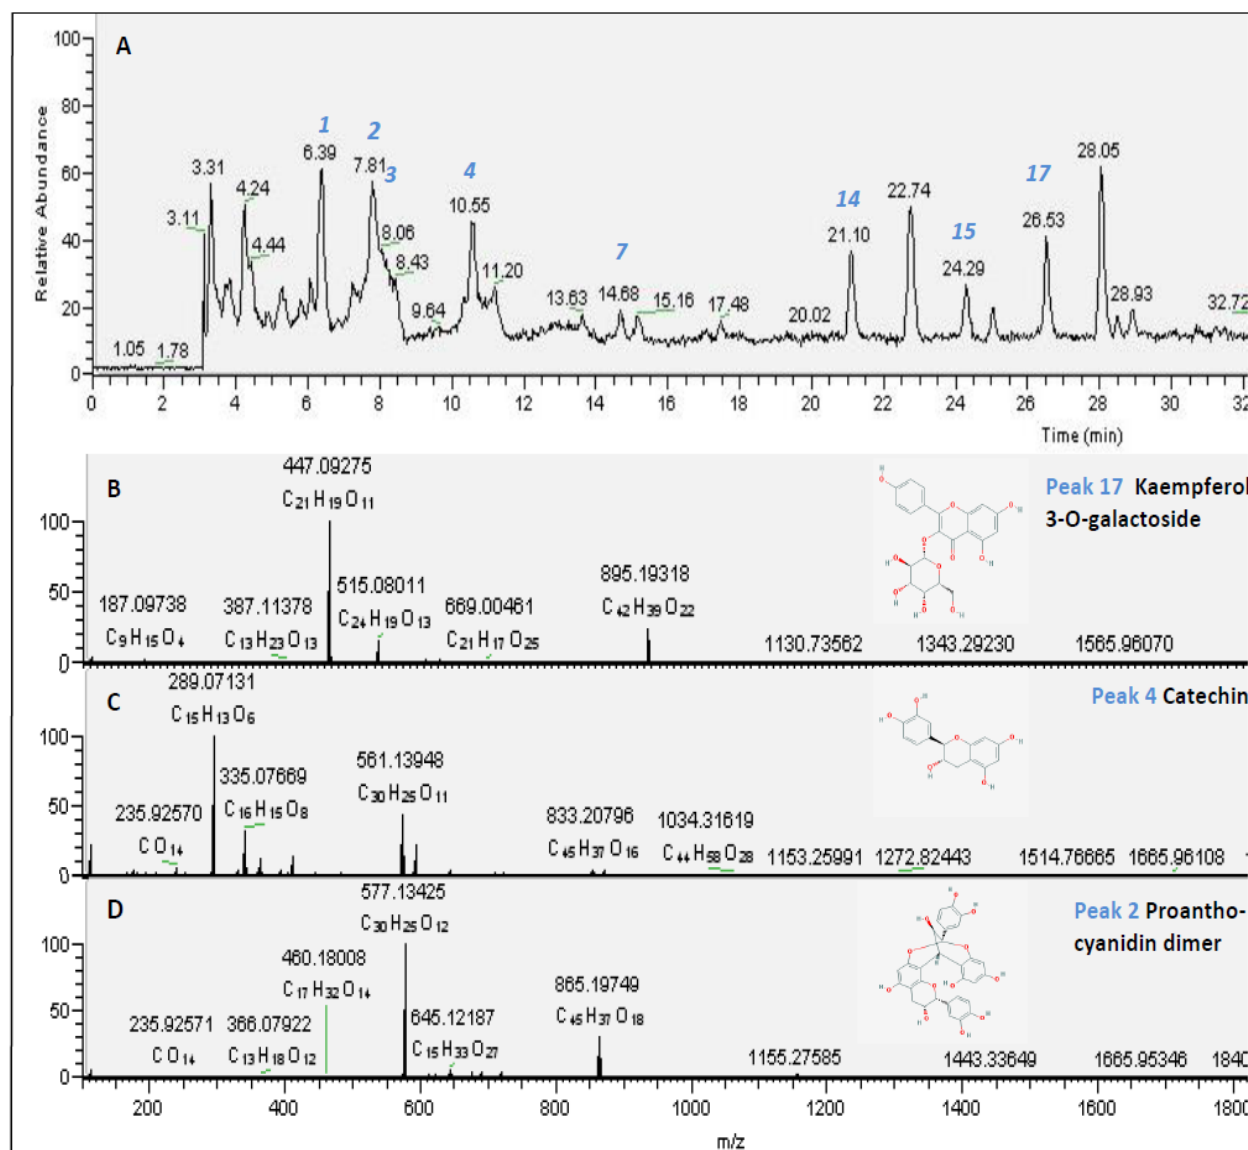 A
Relative Abundance
100
80
60
40
20
0
1
2
3
4
7
14
15
17
3.11
3.31
4.24
4.44
6.39
7.81
8.06
8.43
9.64
10.55
11.20
13.63
14.68
15.16
17.48
20.02
21.10
22.74
24.29
26.53
28.05
28.93
32.72
1.05
1.78
0 2 4 6 8 10 12 14 16 18 20 22 24 26 28 30 32
Time (min)
B
447.09275
C21H19O11
Peak 17 Kaempferol
3-O-galactoside
100
50
0
187.09738
C9H15O4
387.11378
C13H23O13
515.08011
C24H19O13
669.00461
C21H17O25
895.19318
C42H39O22
1130.73562
1343.29230
1565.96070
C
289.07131
C15H13O6
Peak 4 Catechin
100
50
0
235.92570
CO14
335.07669
C16H15O8
561.13948
C30H25O11
833.20796
C45H37O16
1034.31619
C44H58O28
1153.25991
1272.82443
1514.76665
1665.96108
D
577.13425
C30H25O12
Peak 2 Proantho-
cyanidin dimer
100
50
0
235.92571
CO14
366.07922
C13H18O12
460.18008
C17H32O14
645.12187
C15H33O27
865.19749
C45H37O18
1155.27585
1443.33649
1665.95346
1840
200 400 600 800 1000 1200 1400 1600 1800
m/z